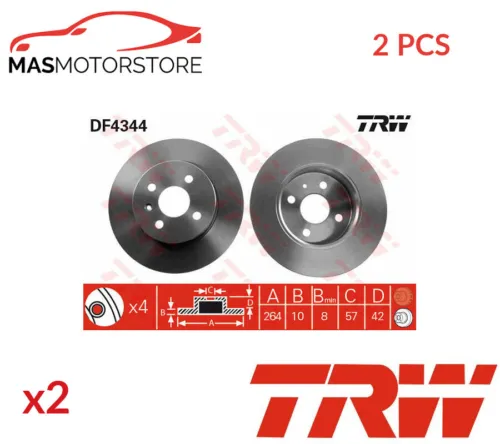 MASMOTORSTORE
2 PCS
DF4344
TRW
x4
C
D
B
A
A B Bmin C D
264 10 8 57 42
x2
TRW